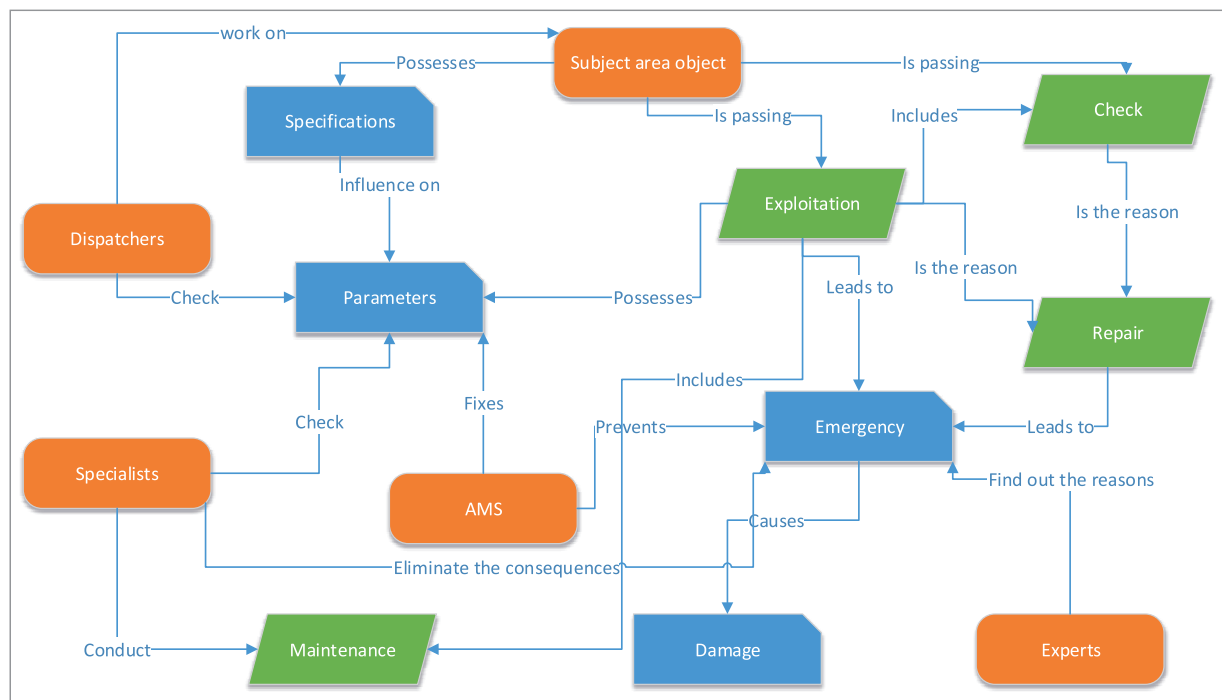 work on
Subject area object
Possesses
Is passing
Specifications
Is passing
Includes
Check
Influence on
Exploitation
Is the reason
Dispatchers
Is the reason
Check
Parameters
Possesses
Leads to
Repair
Includes
Fixes
Check
Prevents
Emergency
Leads to
Specialists
Find out the reasons
AMS
Causes
Eliminate the consequences
Conduct
Maintenance
Damage
Experts